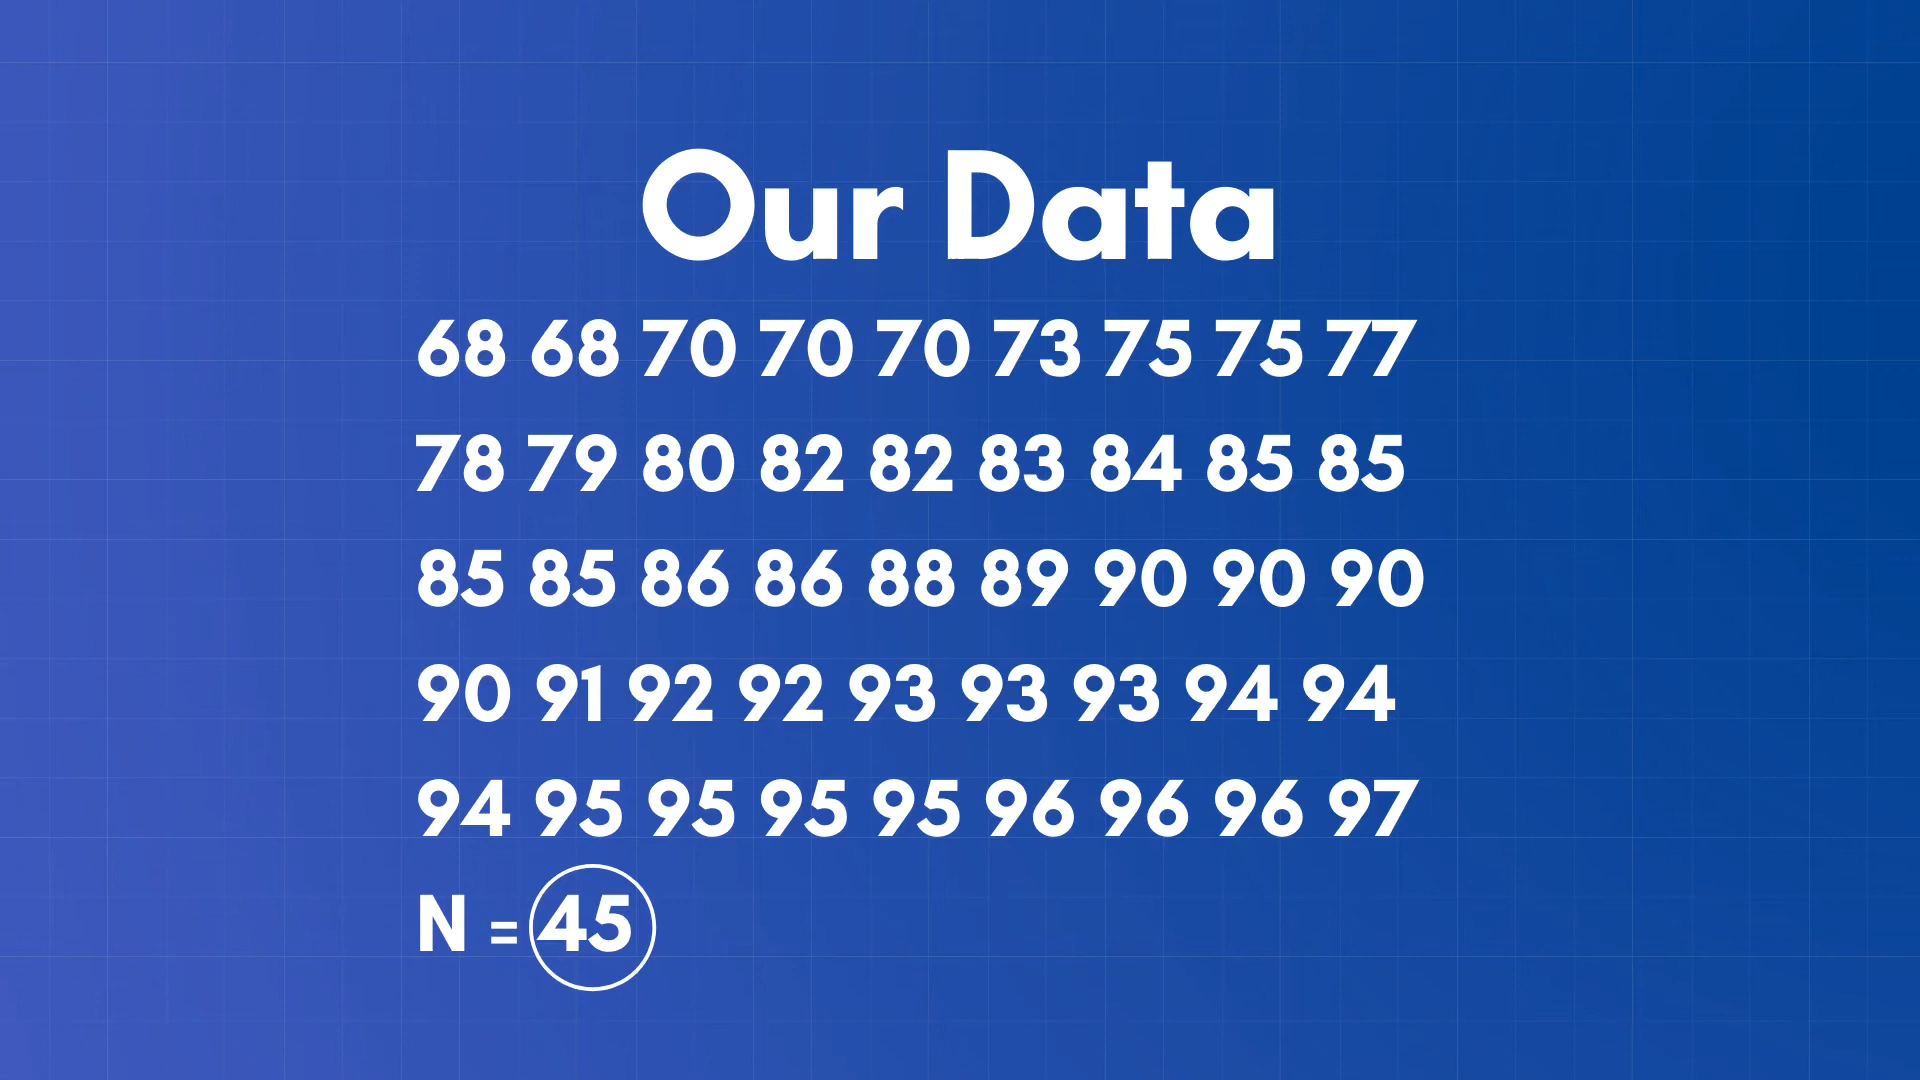 Our Data
68 68 70 70 70 73 75 75 77
78 79 80 82 82 83 84 85 85
85 85 86 86 88 89 90 90 90
90 91 92 92 93 93 93 94 94
94 95 95 95 95 96 96 96 97
N = 45